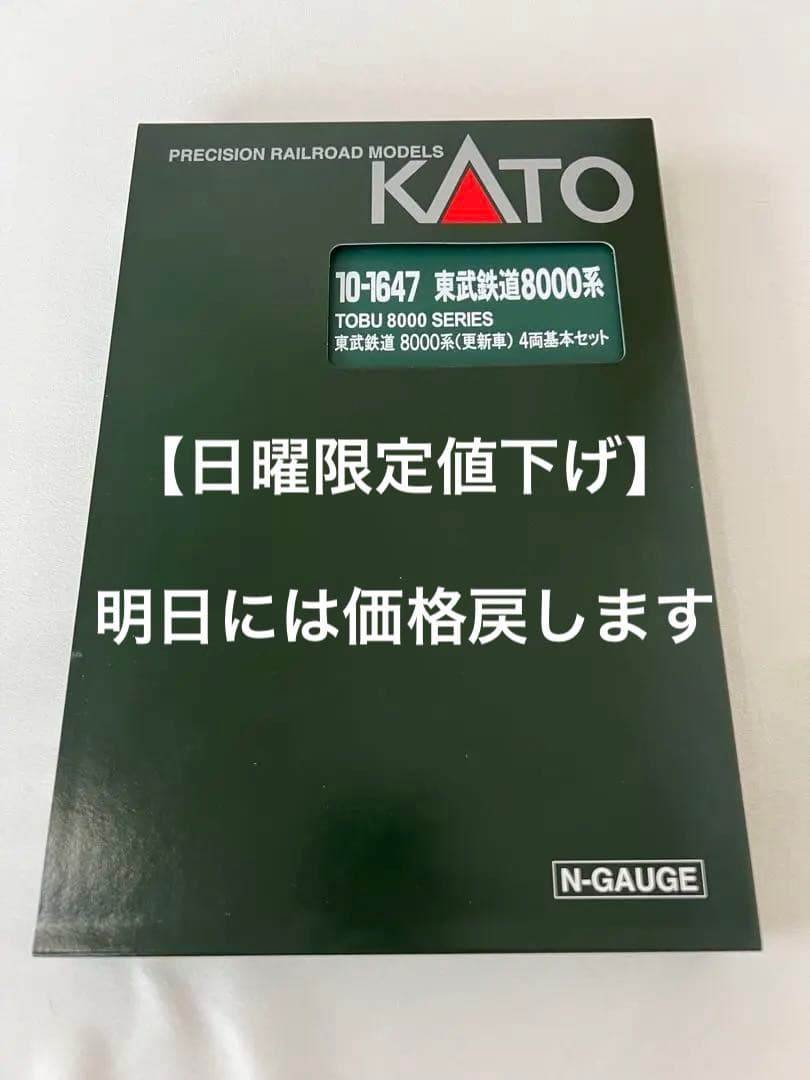 PRECISION RAILROAD MODELS
KATO
10-1647 東武鉄道8000系
TOBU 8000 SERIES
東武鉄道 8000系(更新車) 4両基本セット
【日曜限定値下げ】
明日には価格戻します
N-GAUGE